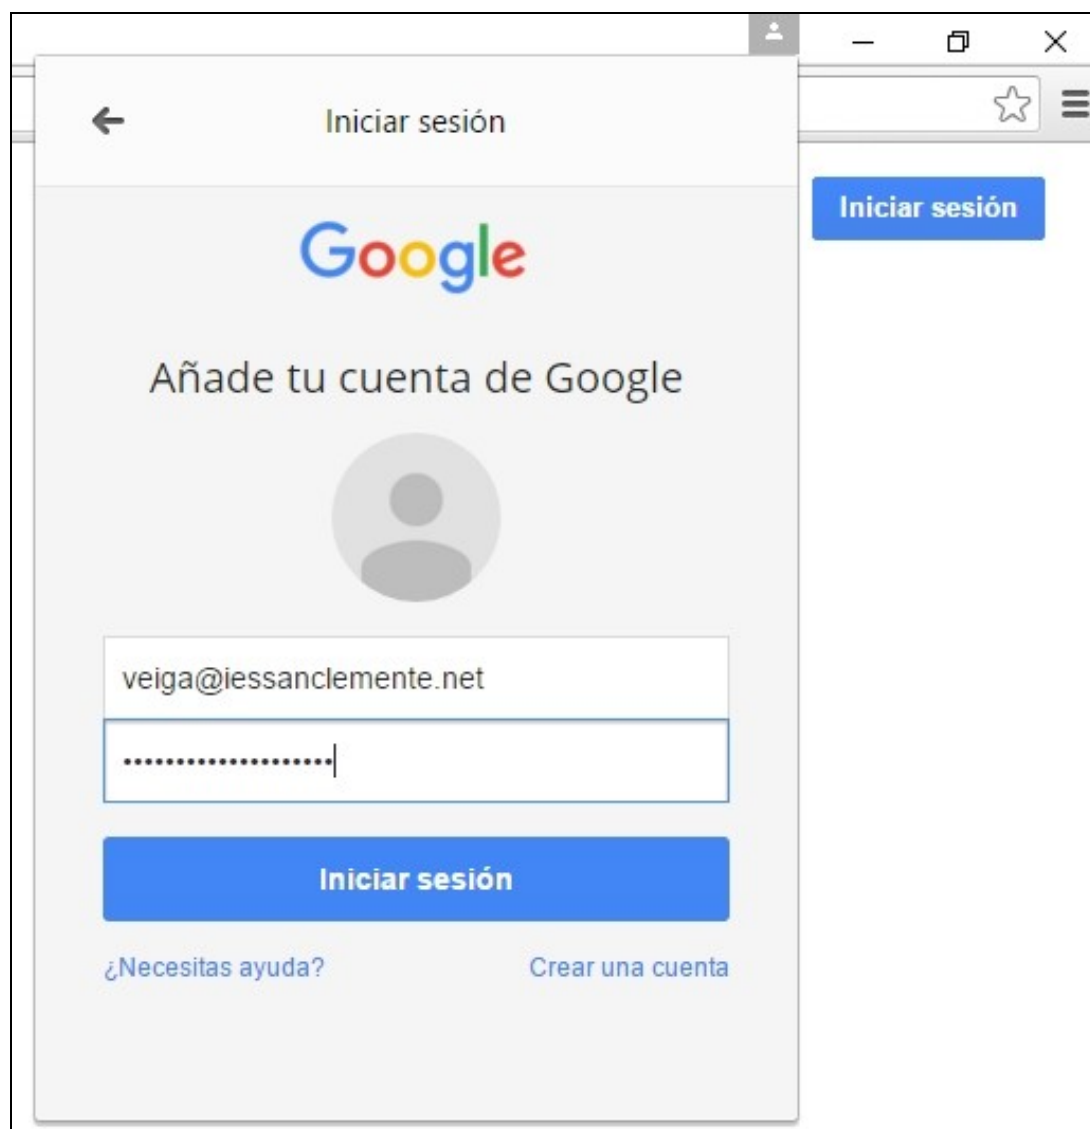 Iniciar sesión
Iniciar sesión
Google
Añade tu cuenta de Google
veiga@iessanclemente.net
••••••••••••••••••••
Iniciar sesión
¿Necesitas ayuda? Crear una cuenta